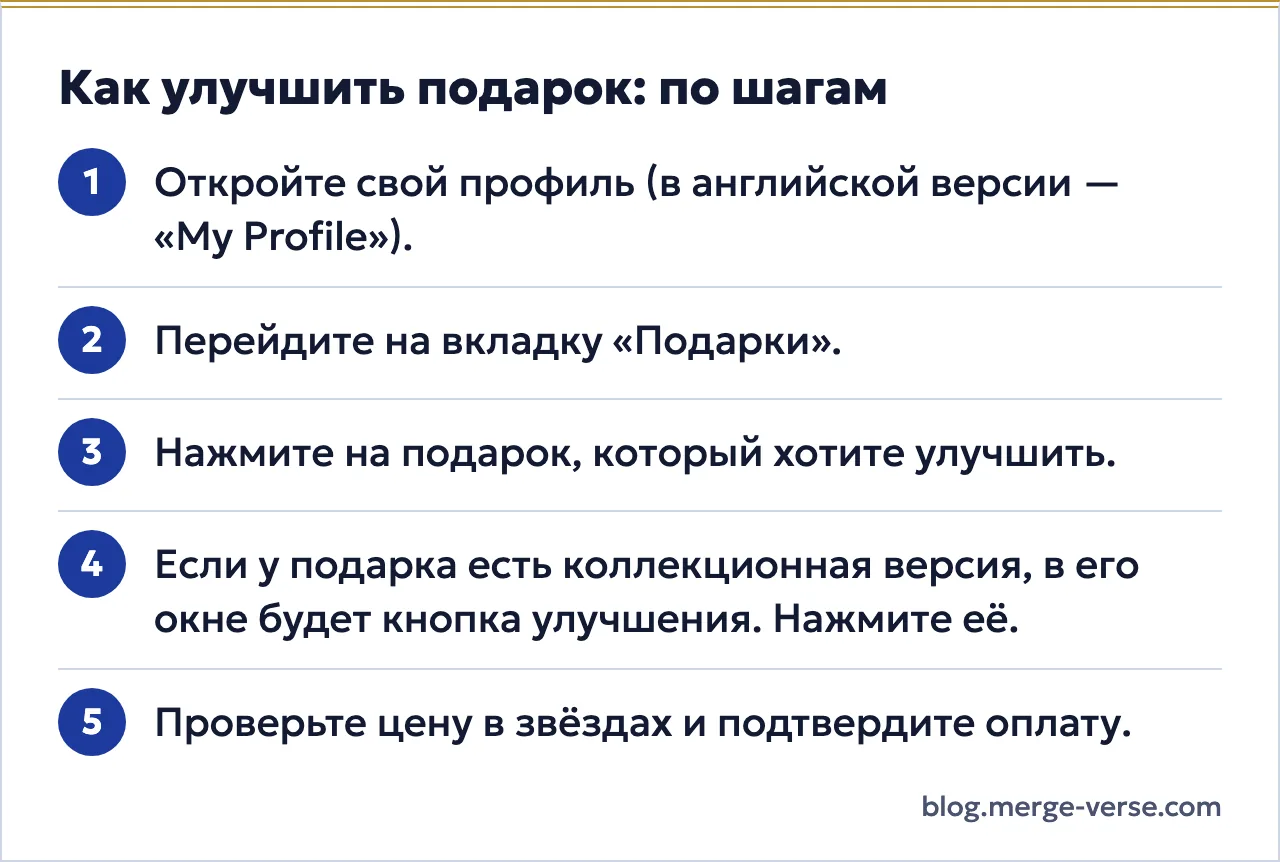 Как улучшить подарок: по шагам
1 Откройте свой профиль (в английской версии —
«My Profile»).
2 Перейдите на вкладку «Подарки».
3 Нажмите на подарок, который хотите улучшить.
4 Если у подарка есть коллекционная версия, в его
окне будет кнопка улучшения. Нажмите её.
5 Проверьте цену в звёздах и подтвердите оплату.
blog.merge-verse.com